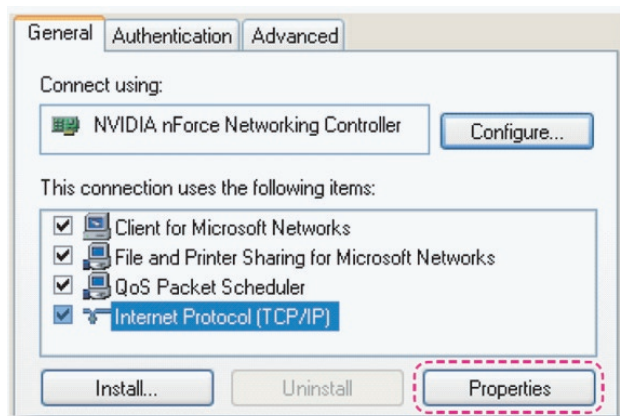 General Authentication Advanced
Connect using:
NVIDIA nForce Networking Controller Configure...
This connection uses the following items:
Client for Microsoft Networks
File and Printer Sharing for Microsoft Networks
QoS Packet Scheduler
Internet Protocol (TCP/IP)
Install... Uninstall Properties